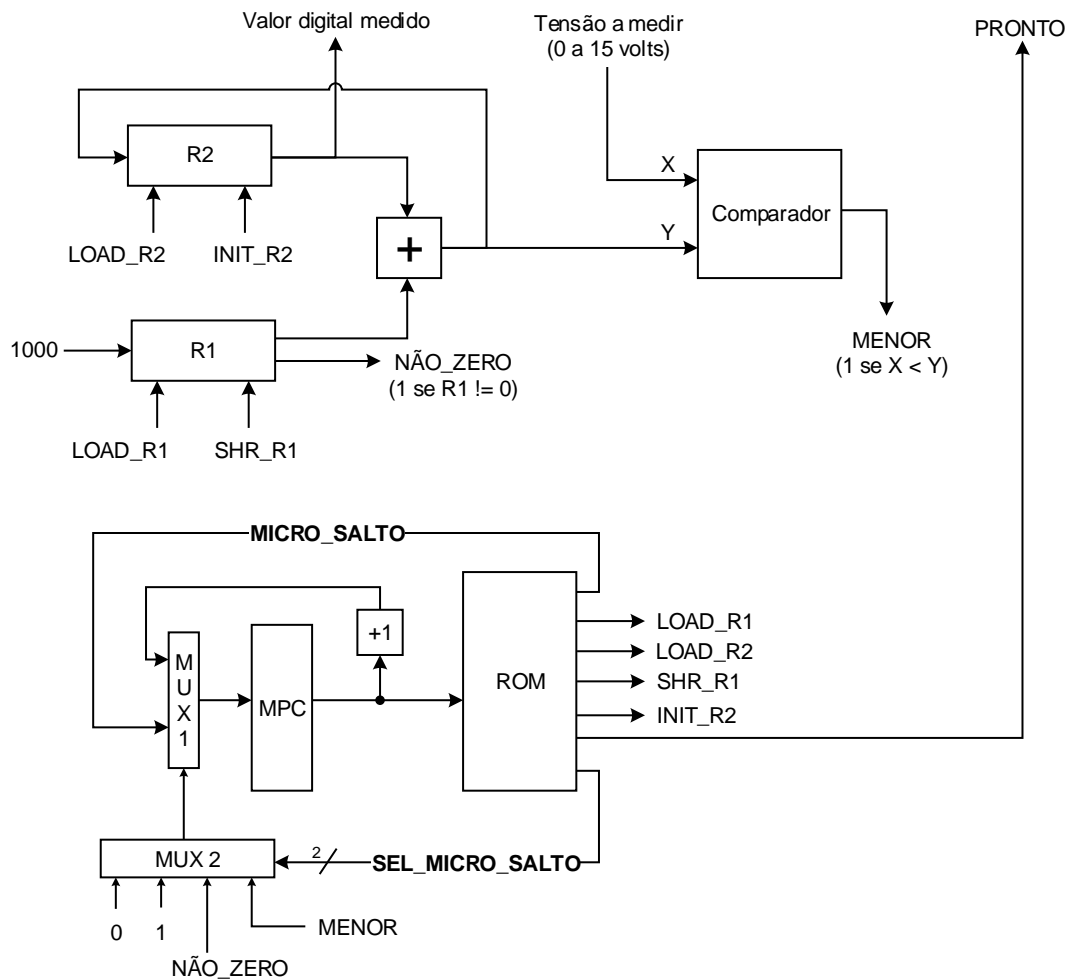 Valor digital medido
Tensão a medir
(0 a 15 volts)
PRONTO
R2
X
Comparador
LOAD_R2
INIT_R2
+
Y
1000
R1
NÃO_ZERO
(1 se R1 != 0)
MENOR
(1 se X < Y)
LOAD_R1
SHR_R1
MICRO_SALTO
+1
MUX 1
MPC
ROM
LOAD_R1
LOAD_R2
SHR_R1
INIT_R2
MUX 2
2
SEL_MICRO_SALTO
0
1
MENOR
NÃO_ZERO